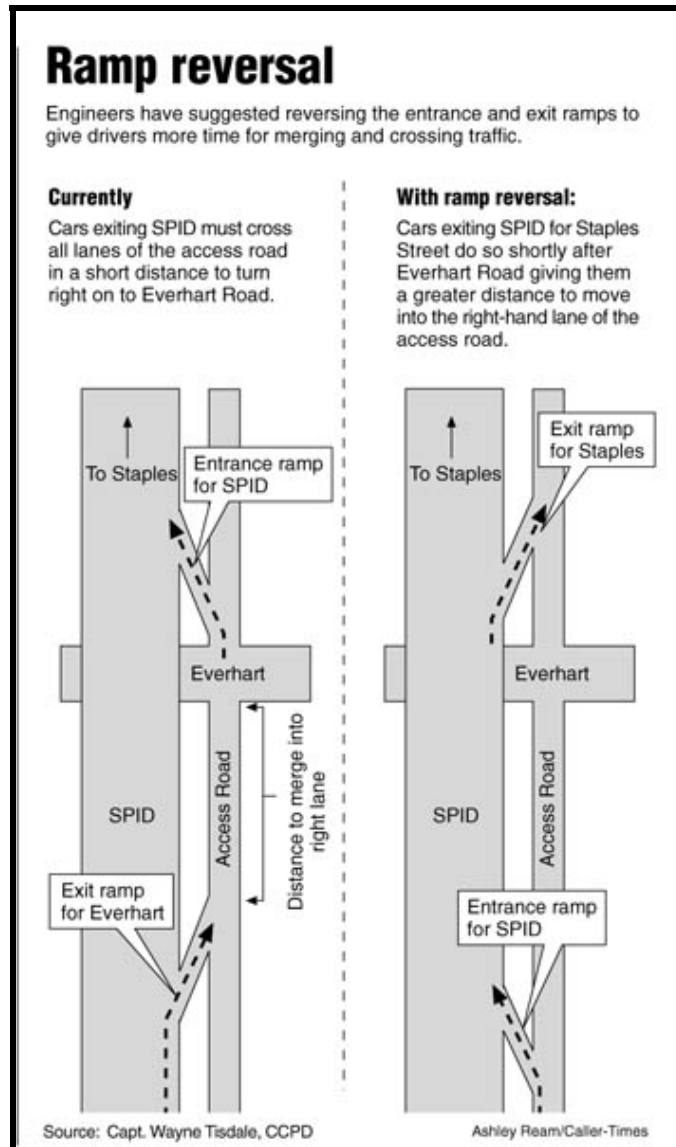 Ramp reversal
Engineers have suggested reversing the entrance and exit ramps to
give drivers more time for merging and crossing traffic.
Currently
Cars exiting SPID must cross
all lanes of the access road
in a short distance to turn
right on to Everhart Road.
To Staples
Entrance ramp
for SPID
Everhart
SPID
Access Road
Distance to merge into
right lane
Exit ramp
for Everhart
With ramp reversal:
Cars exiting SPID for Staples
Street do so shortly after
Everhart Road giving them
a greater distance to move
into the right-hand lane of the
access road.
To Staples
Exit ramp
for Staples
Everhart
SPID
Access Road
Entrance ramp
for SPID
Source: Capt. Wayne Tisdale, CCPD
Ashley Ream/Caller-Times